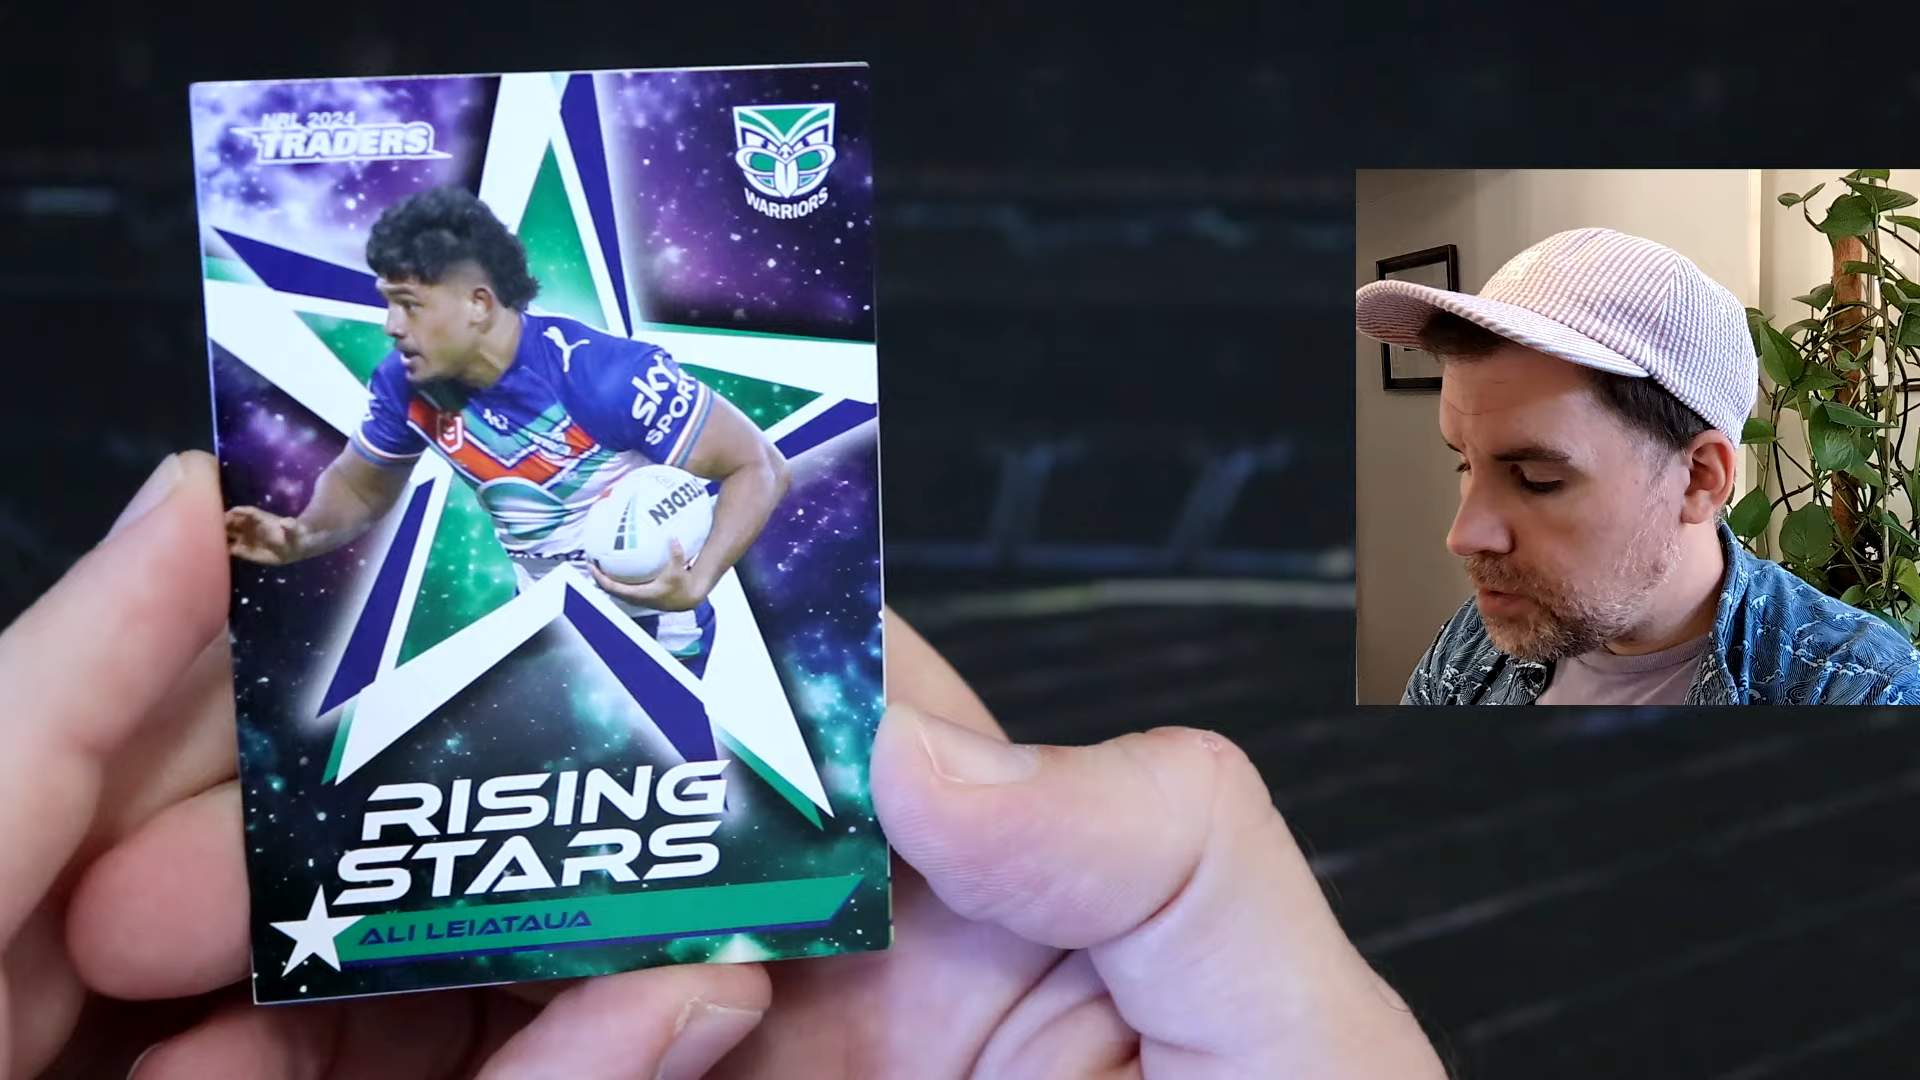 NRL 2024
TRADERS
WARRIORS
sky
SPORT
STEEDEN
RISING
STARS
ALI LEIATAUA